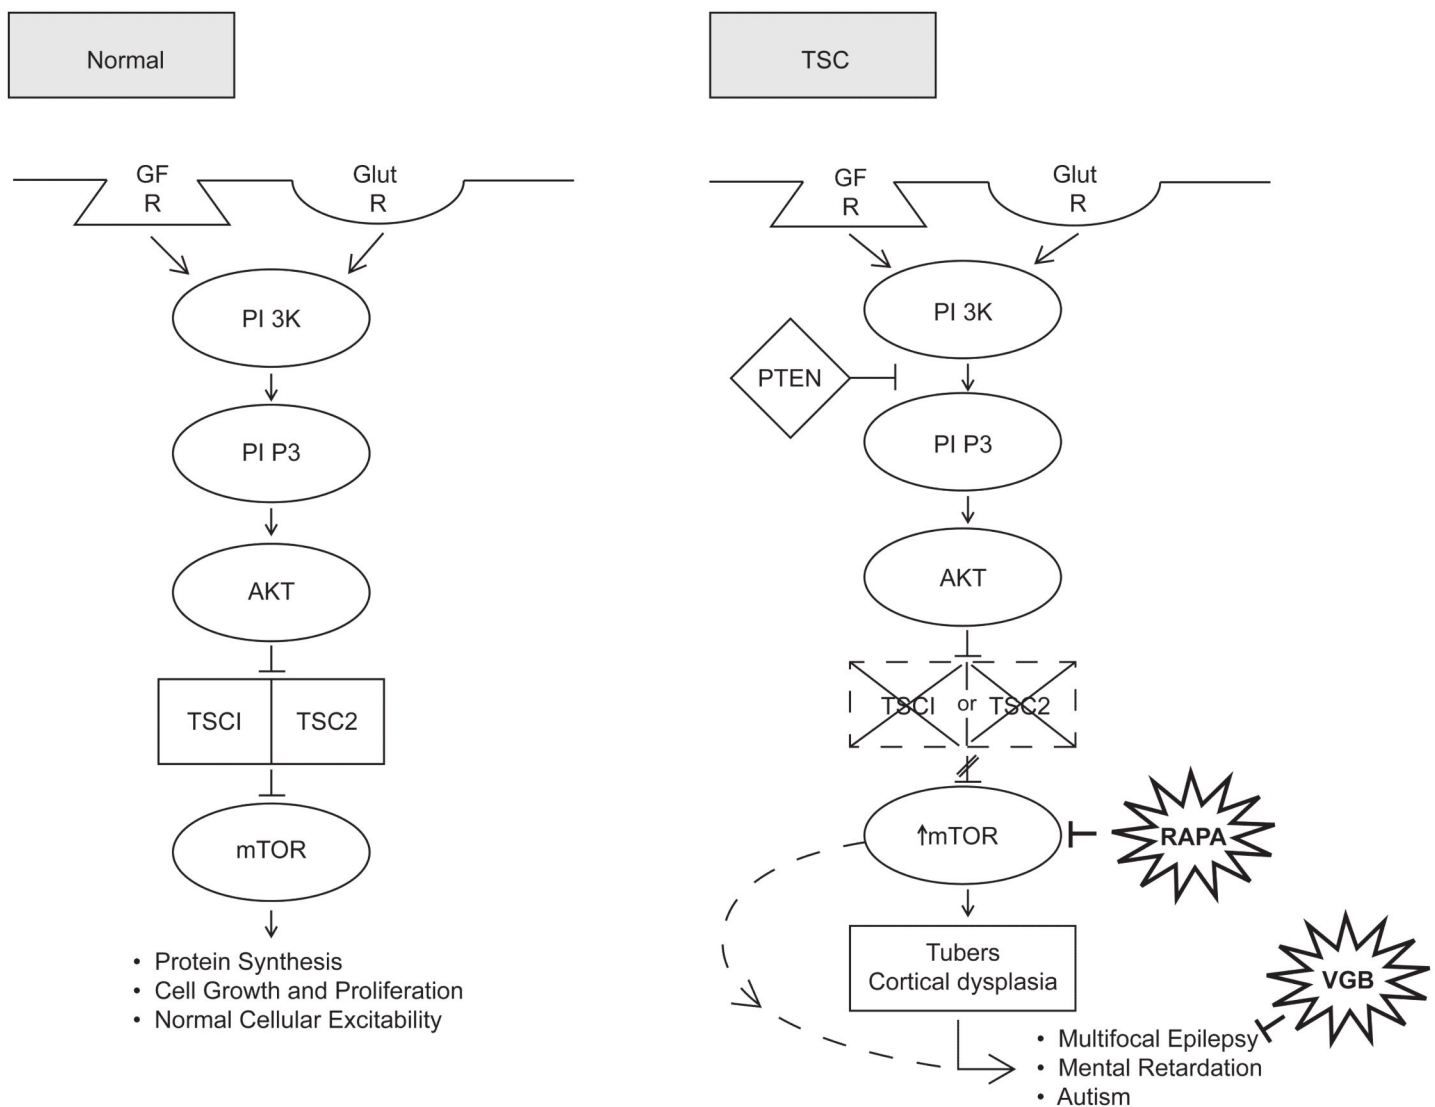 Normal
GF
R
Glut
R
PI 3K
PI P3
AKT
TSCI
TSC2
mTOR
• Protein Synthesis
• Cell Growth and Proliferation
• Normal Cellular Excitability
TSC
GF
R
Glut
R
PI 3K
PTEN
PI P3
AKT
TSCI or TSC2
↑mTOR
RAPA
Tubers
Cortical dysplasia
VGB
• Multifocal Epilepsy
• Mental Retardation
• Autism